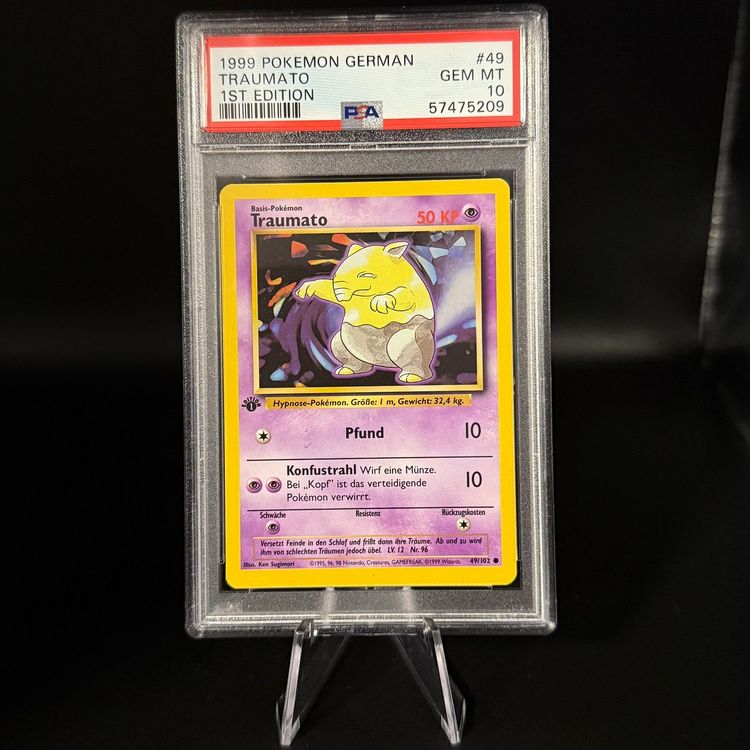 1999 POKEMON GERMAN #49
TRAUMATO GEM MT
1ST EDITION 10
PSA 57475209
Basis-Pokémon
Traumato 50 KP
EDITION 1
Hypnose-Pokémon. Größe: 1 m, Gewicht: 32,4 kg.
Pfund 10
Konfustrahl Wirf eine Münze.
Bei „Kopf" ist das verteidigende 10
Pokémon verwirrt.
Schwäche Resistenz Rückzugskosten
Versetzt Feinde in den Schlaf und frißt dann ihre Träume. Ab und zu wird
ihm von schlechten Träumen jedoch übel. LV. 12 Nr. 96
Illus. Ken Sugimori ©1995, 96, 98 Nintendo, Creatures, GAMEFREAK. ©1999 Wizards. 49/102